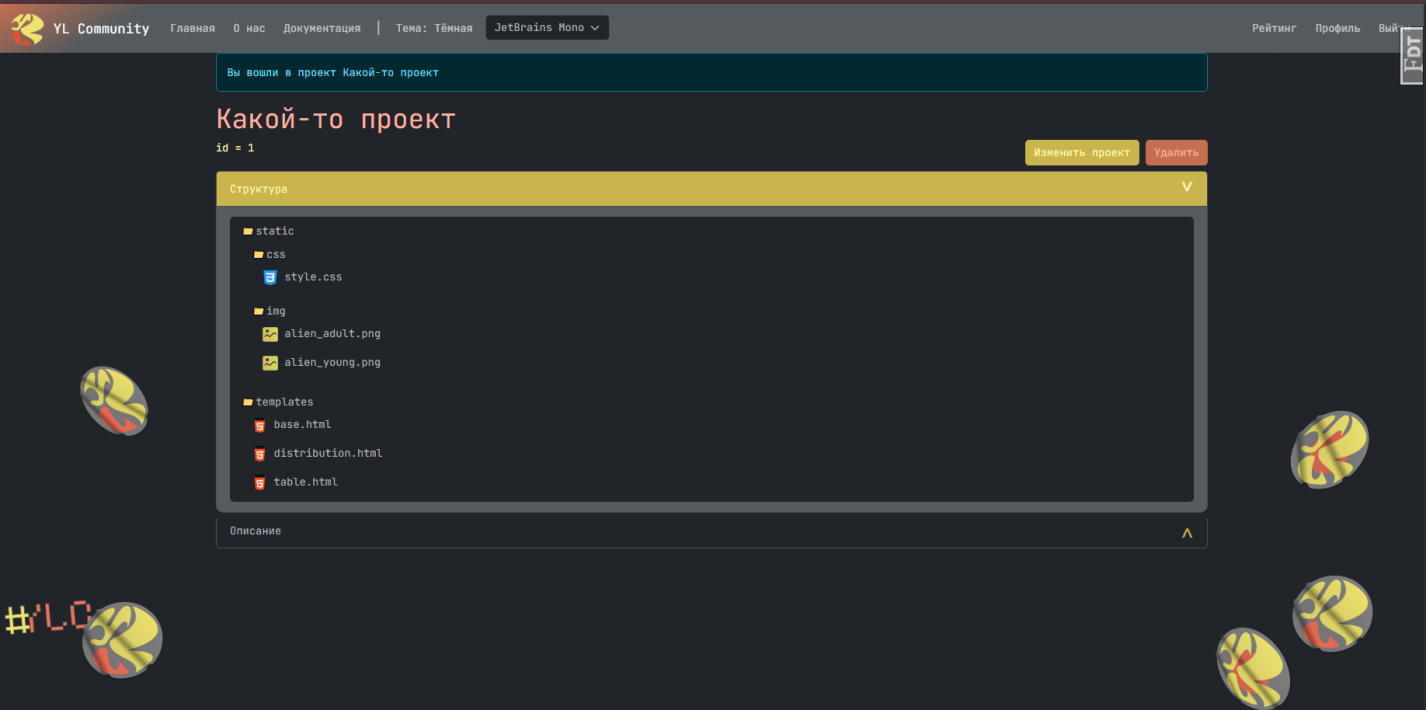 YL Community Главная О нас Документация | Тема: Тёмная JetBrains Mono Рейтинг Профиль Выйти
FDT
Вы вошли в проект Какой-то проект
Какой-то проект
id = 1
Изменить проект Удалить
Структура
static
css
style.css
img
alien_adult.png
alien_young.png
templates
base.html
distribution.html
table.html
Описание
#YLC